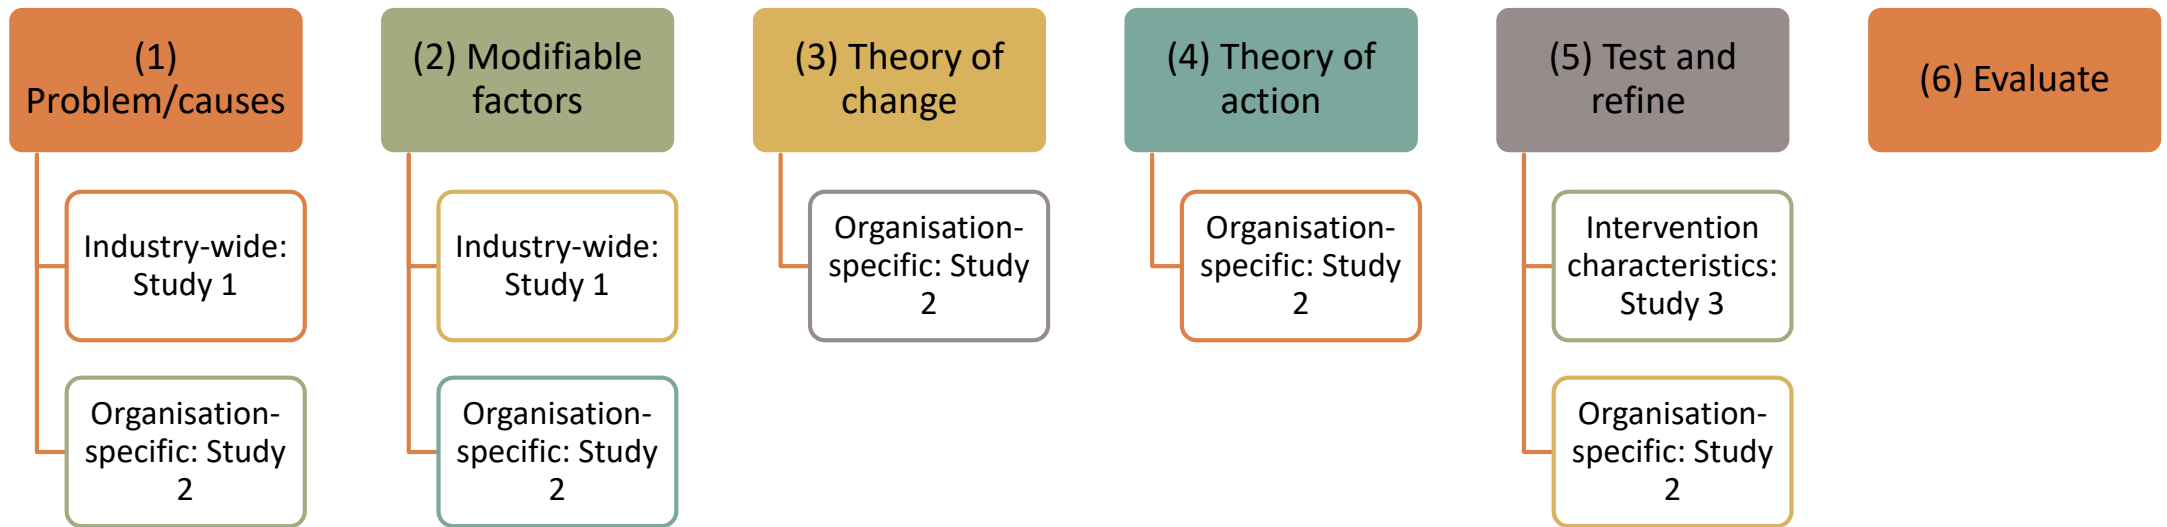 (1)
Problem/causes
Industry-wide:
Study 1
Organisation-
specific: Study
2
(2) Modifiable
factors
Industry-wide:
Study 1
Organisation-
specific: Study
2
(3) Theory of
change
Organisation-
specific: Study
2
(4) Theory of
action
Organisation-
specific: Study
2
(5) Test and
refine
Intervention
characteristics:
Study 3
Organisation-
specific: Study
2
(6) Evaluate